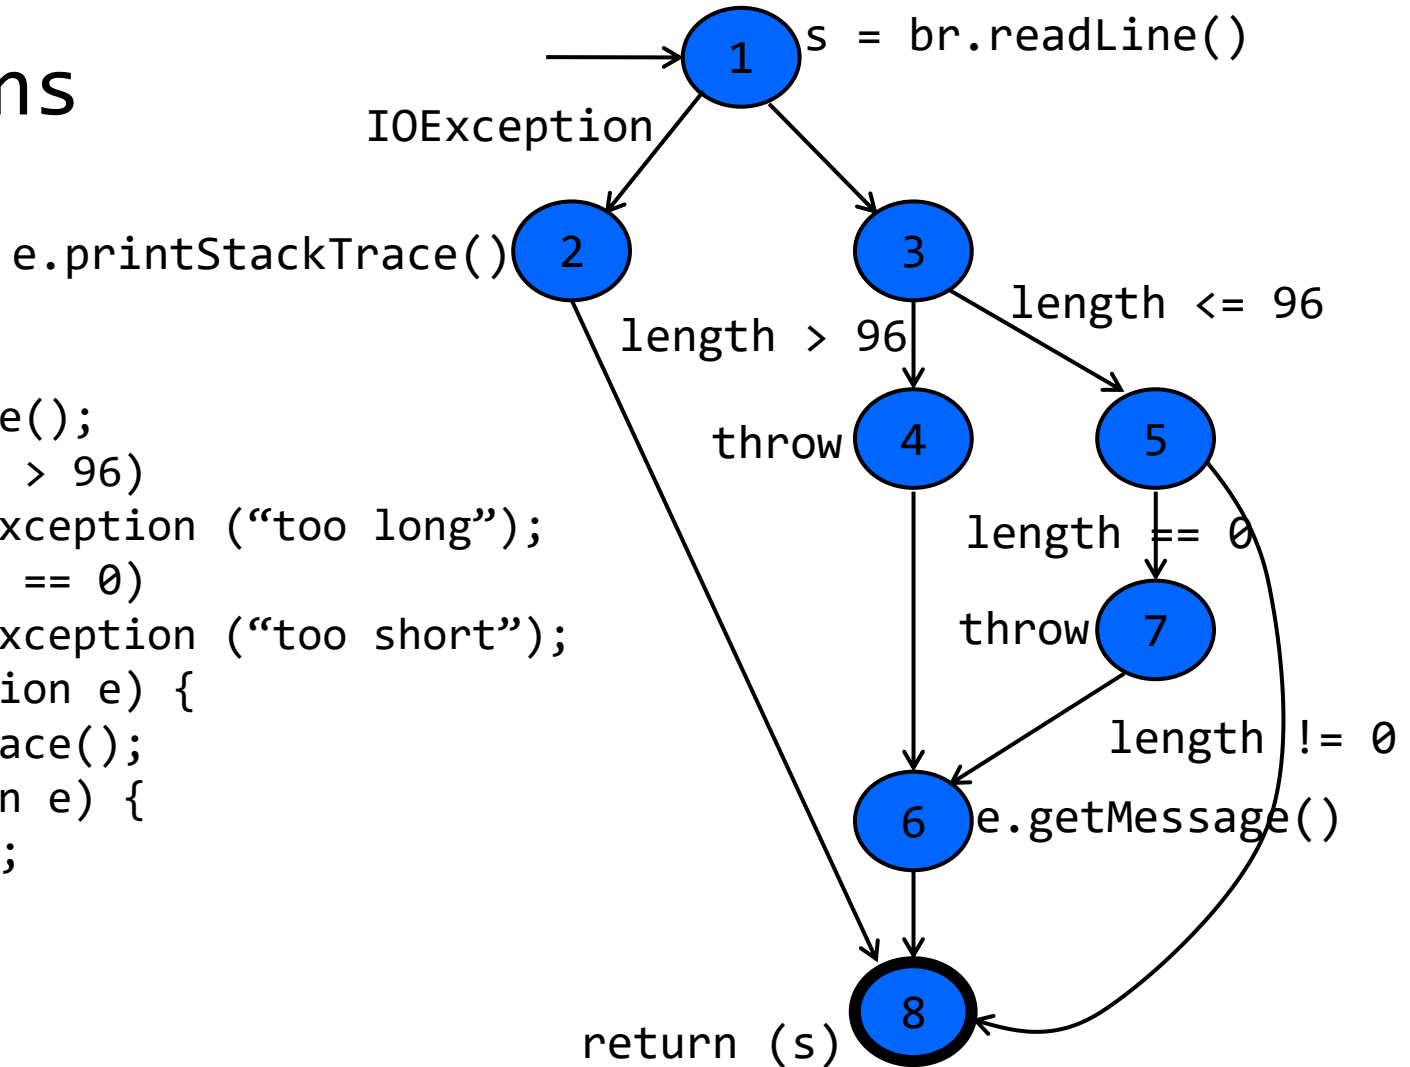 ns
1
s = br.readLine()
IOException
e.printStackTrace()
2
3
length > 96
length <= 96
throw
4
5
length == 0
throw
7
length != 0
6
e.getMessage()
return (s)
8
e();
> 96)
xception (“too long”);
== 0)
xception (“too short”);
ion e) {
ace();
n e) {
;